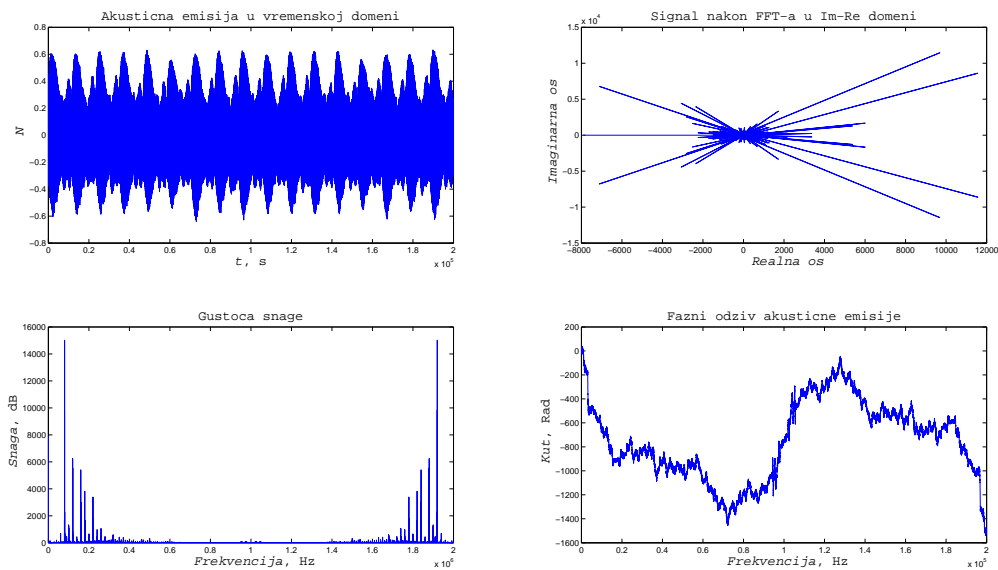 Akusticna emisija u vremenskoj domeni
N
0.8
0.6
0.4
0.2
0
−0.2
−0.4
−0.6
−0.8
0 0.2 0.4 0.6 0.8 1 1.2 1.4 1.6 1.8 2
x 10^5
t, s
Signal nakon FFT-a u Im-Re domeni
x 10^4
Imaginarna os
1.5
1
0.5
0
−0.5
−1
−1.5
−8000 −6000 −4000 −2000 0 2000 4000 6000 8000 10000 12000
Realna os
Gustoca snage
Snaga, dB
16000
14000
12000
10000
8000
6000
4000
2000
0
0 0.2 0.4 0.6 0.8 1 1.2 1.4 1.6 1.8 2
x 10^6
Frekvencija, Hz
Fazni odziv akusticne emisije
Kut, Rad
200
0
−200
−400
−600
−800
−1000
−1200
−1400
−1600
0 0.2 0.4 0.6 0.8 1 1.2 1.4 1.6 1.8 2
x 10^5
Frekvencija, Hz